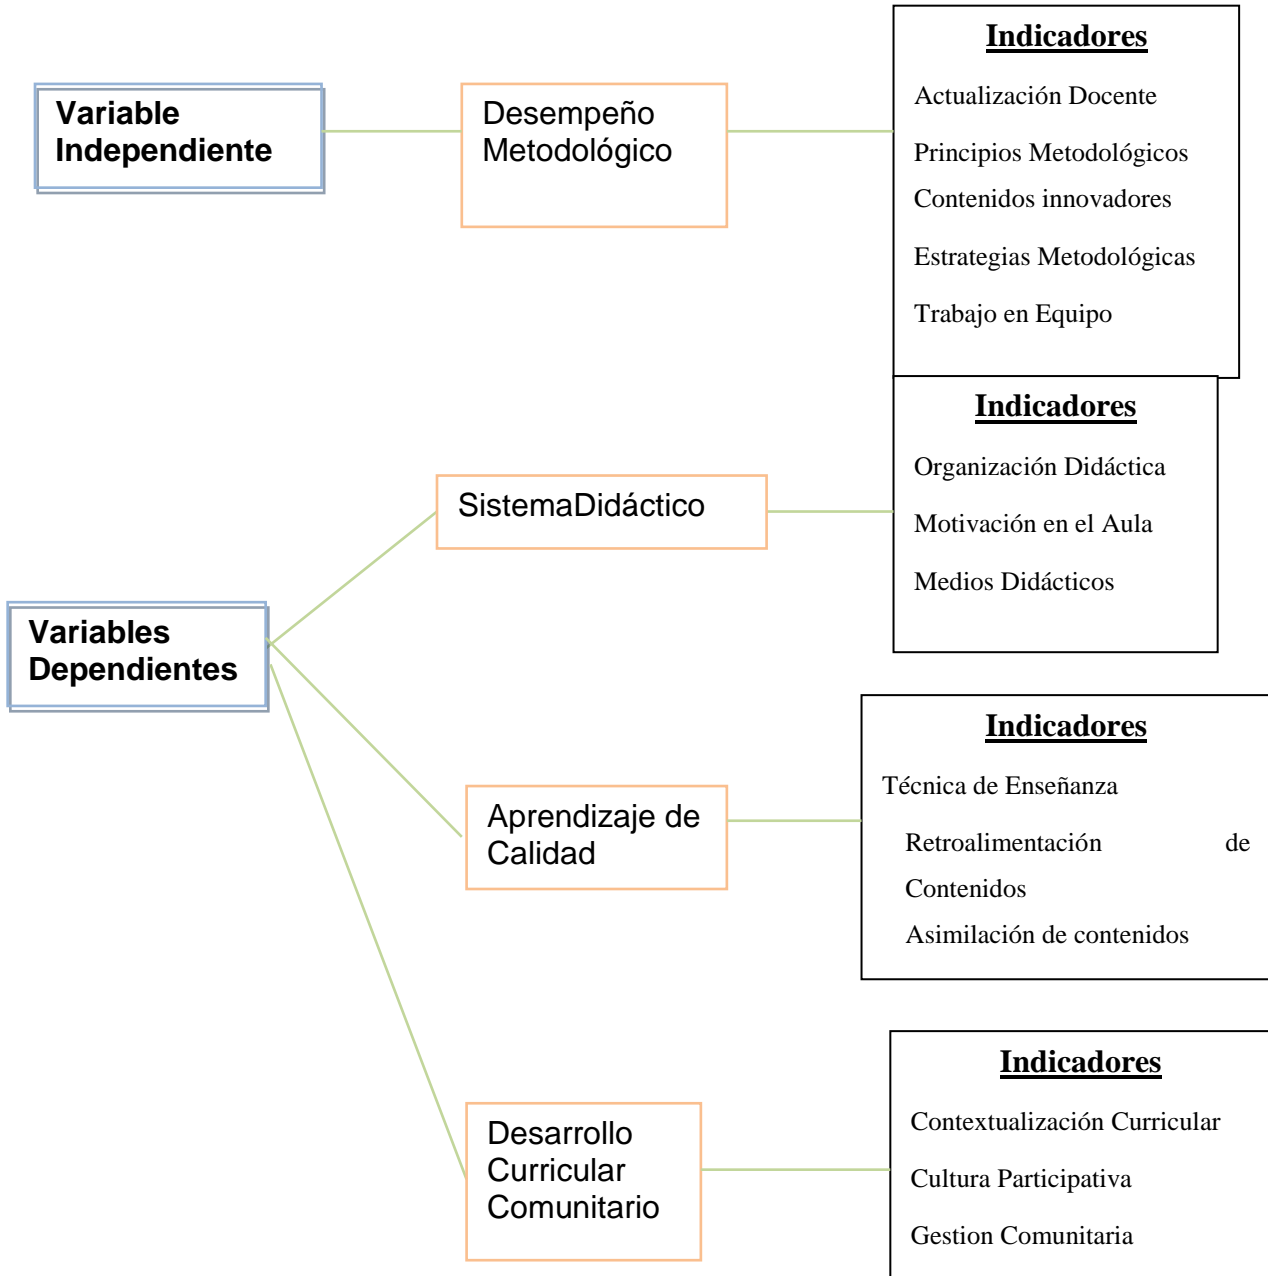 Variable
Independiente
Desempeño
Metodológico
Indicadores
Actualización Docente
Principios Metodológicos
Contenidos innovadores
Estrategias Metodológicas
Trabajo en Equipo
Variables
Dependientes
SistemaDidáctico
Indicadores
Organización Didáctica
Motivación en el Aula
Medios Didácticos
Aprendizaje de
Calidad
Indicadores
Técnica de Enseñanza
Retroalimentación de
Contenidos
Asimilación de contenidos
Desarrollo
Curricular
Comunitario
Indicadores
Contextualización Curricular
Cultura Participativa
Gestion Comunitaria